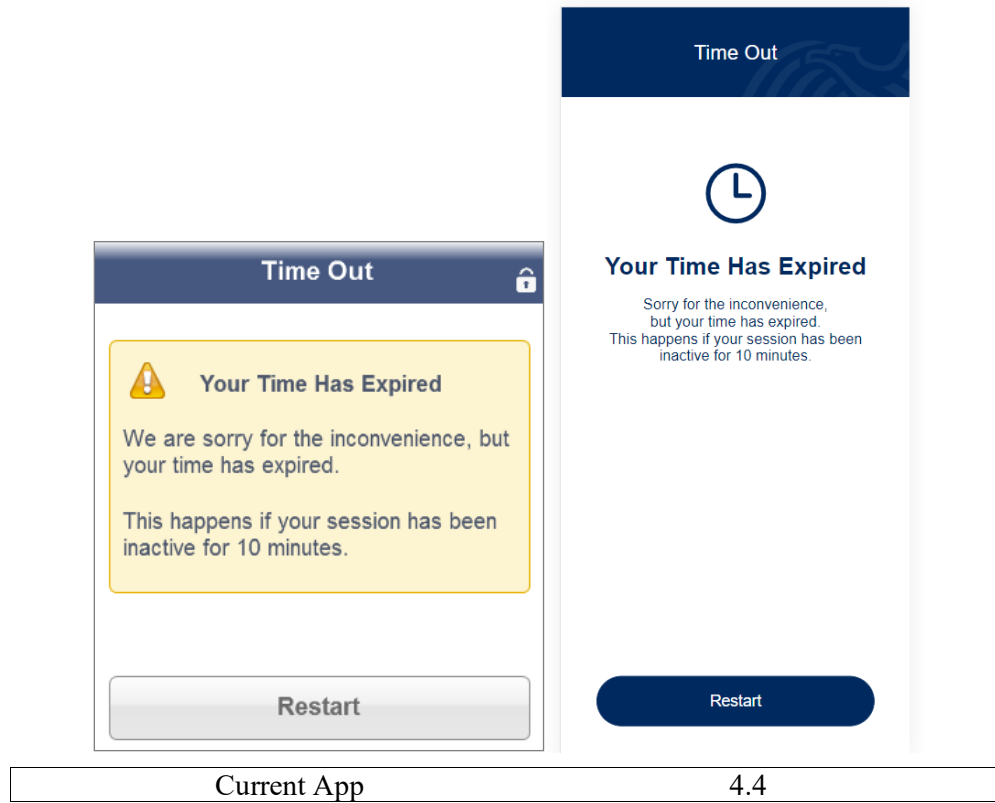 Time Out
Your Time Has Expired
We are sorry for the inconvenience, but
your time has expired.
This happens if your session has been
inactive for 10 minutes.
Restart
Time Out
Your Time Has Expired
Sorry for the inconvenience,
but your time has expired.
This happens if your session has been
inactive for 10 minutes.
Restart
Current App
4.4